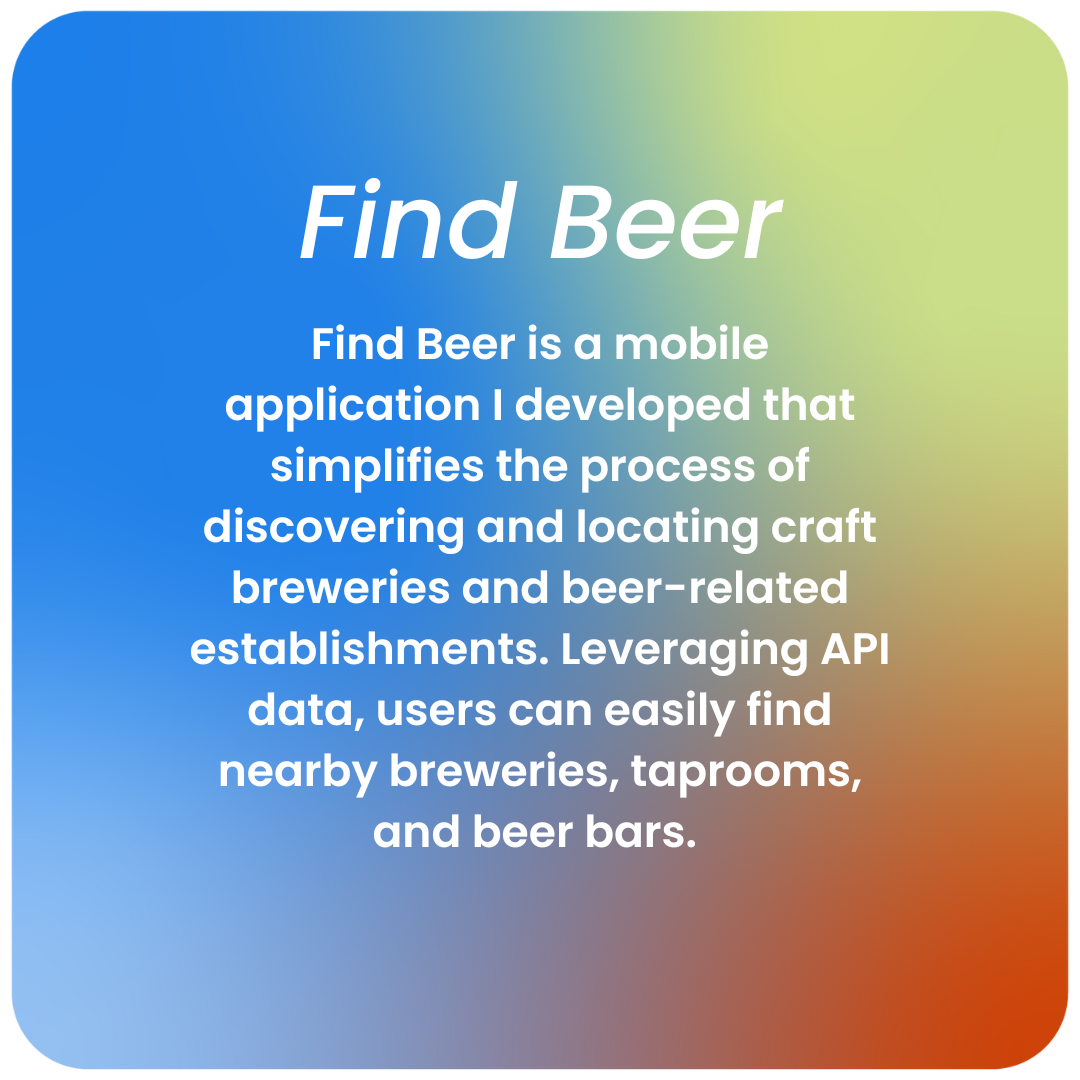 Find Beer
Find Beer is a mobile
application I developed that
simplifies the process of
discovering and locating craft
breweries and beer-related
establishments. Leveraging API
data, users can easily find
nearby breweries, taprooms,
and beer bars.